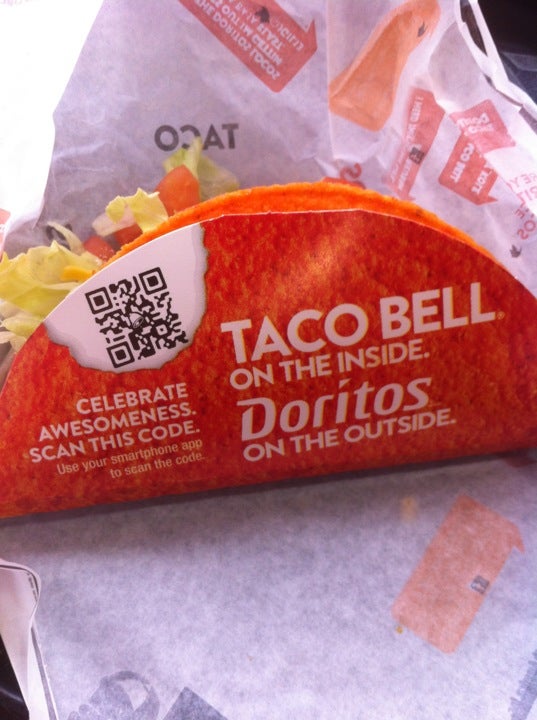 TACO
TACO BELL®
ON THE INSIDE.
Doritos
ON THE OUTSIDE.
CELEBRATE
AWESOMENESS.
SCAN THIS CODE.
Use your smartphone app
to scan the code.